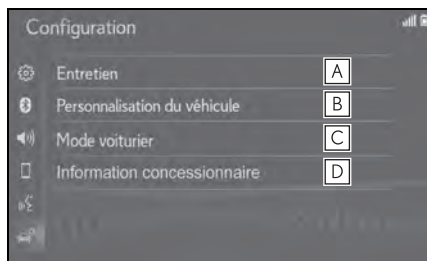 Configuration
Entretien A
Personnalisation du véhicule B
Mode voiturier C
Information concessionnaire D